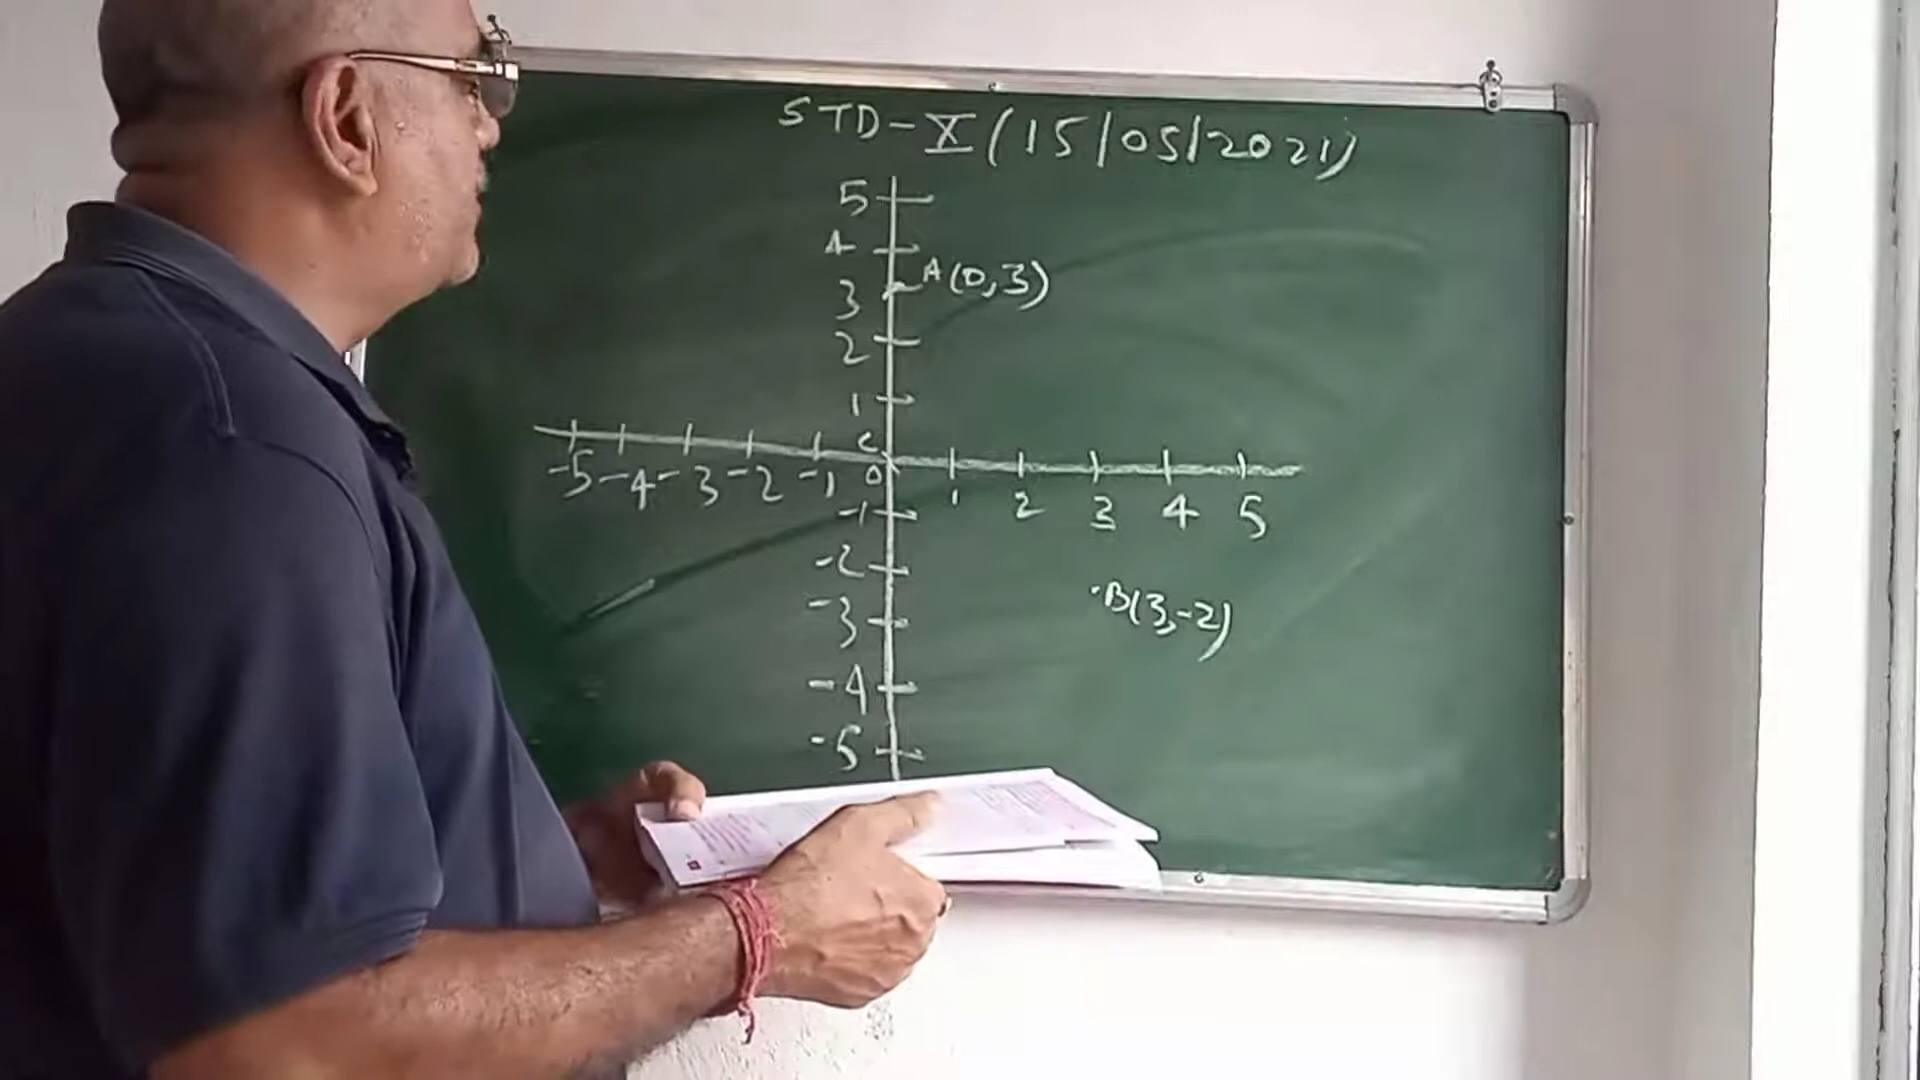 STD-X(15/05/2021)
5
4
A(0,3)
3
2
1
-5 -4 -3 -2 -1 0 1 2 3 4 5
-1
-2
B(3,-2)
-3
-4
-5